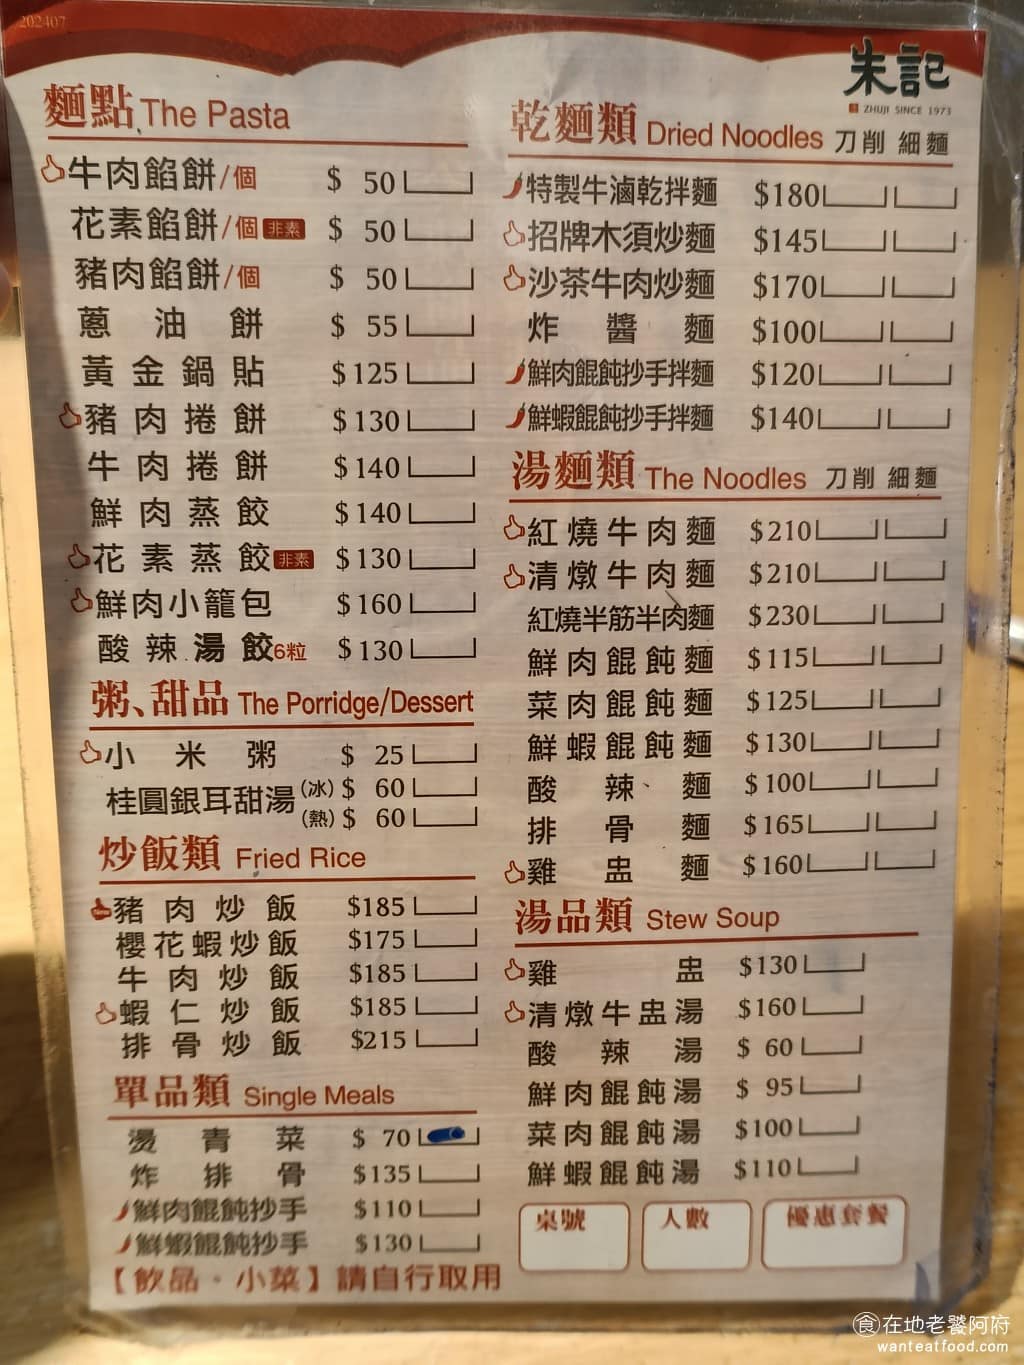 202407
朱記
ZHUJI SINCE 1973
麵點 The Pasta
牛肉餡餅/個 $ 50
花素餡餅/個 非素 $ 50
豬肉餡餅/個 $ 50
蔥油餅 $ 55
黃金鍋貼 $125
豬肉捲餅 $130
牛肉捲餅 $140
鮮肉蒸餃 $140
花素蒸餃 非素 $130
鮮肉小籠包 $160
酸辣湯餃6粒 $130
粥、甜品 The Porridge/Dessert
小米粥 $ 25
桂圓銀耳甜湯 (冰) $ 60
(熱) $ 60
炒飯類 Fried Rice
豬肉炒飯 $185
櫻花蝦炒飯 $175
牛肉炒飯 $185
蝦仁炒飯 $185
排骨炒飯 $215
單品類 Single Meals
燙青菜 $ 70
炸排骨 $135
鮮肉餛飩抄手 $110
鮮蝦餛飩抄手 $130
【飲品。小菜】請自行取用
乾麵類 Dried Noodles 刀削 細麵
特製牛滷乾拌麵 $180
招牌木須炒麵 $145
沙茶牛肉炒麵 $170
炸醬麵 $100
鮮肉餛飩抄手拌麵 $120
鮮蝦餛飩抄手拌麵 $140
湯麵類 The Noodles 刀削 細麵
紅燒牛肉麵 $210
清燉牛肉麵 $210
紅燒半筋半肉麵 $230
鮮肉餛飩麵 $115
菜肉餛飩麵 $125
鮮蝦餛飩麵 $130
酸辣麵 $100
排骨麵 $165
雞盅麵 $160
湯品類 Stew Soup
雞盅 $130
清燉牛盅湯 $160
酸辣湯 $ 60
鮮肉餛飩湯 $ 95
菜肉餛飩湯 $100
鮮蝦餛飩湯 $110
桌號 人數 優惠套餐
食在地老饕阿府
wanteatfood.com